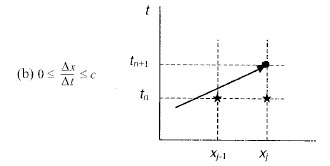 t
t_{n+1}
(b) 0 ≤ Δx/Δt ≤ c
t_n
x_{j-1} x_j